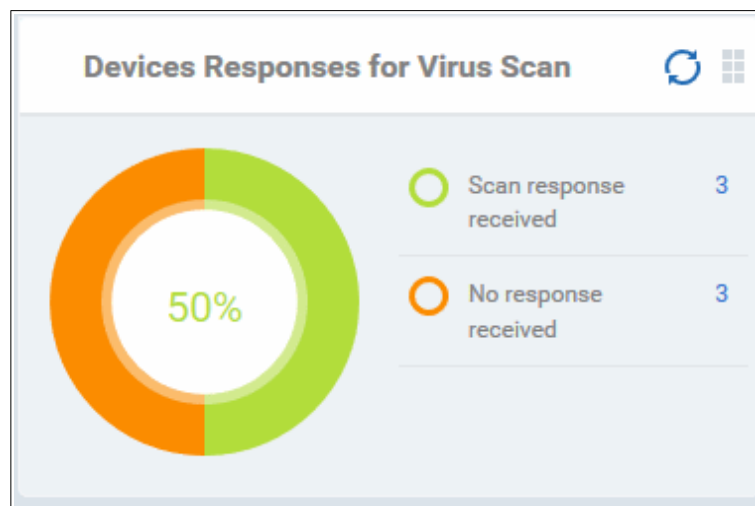 Devices Responses for Virus Scan
50%
Scan response 3
received
No response 3
received